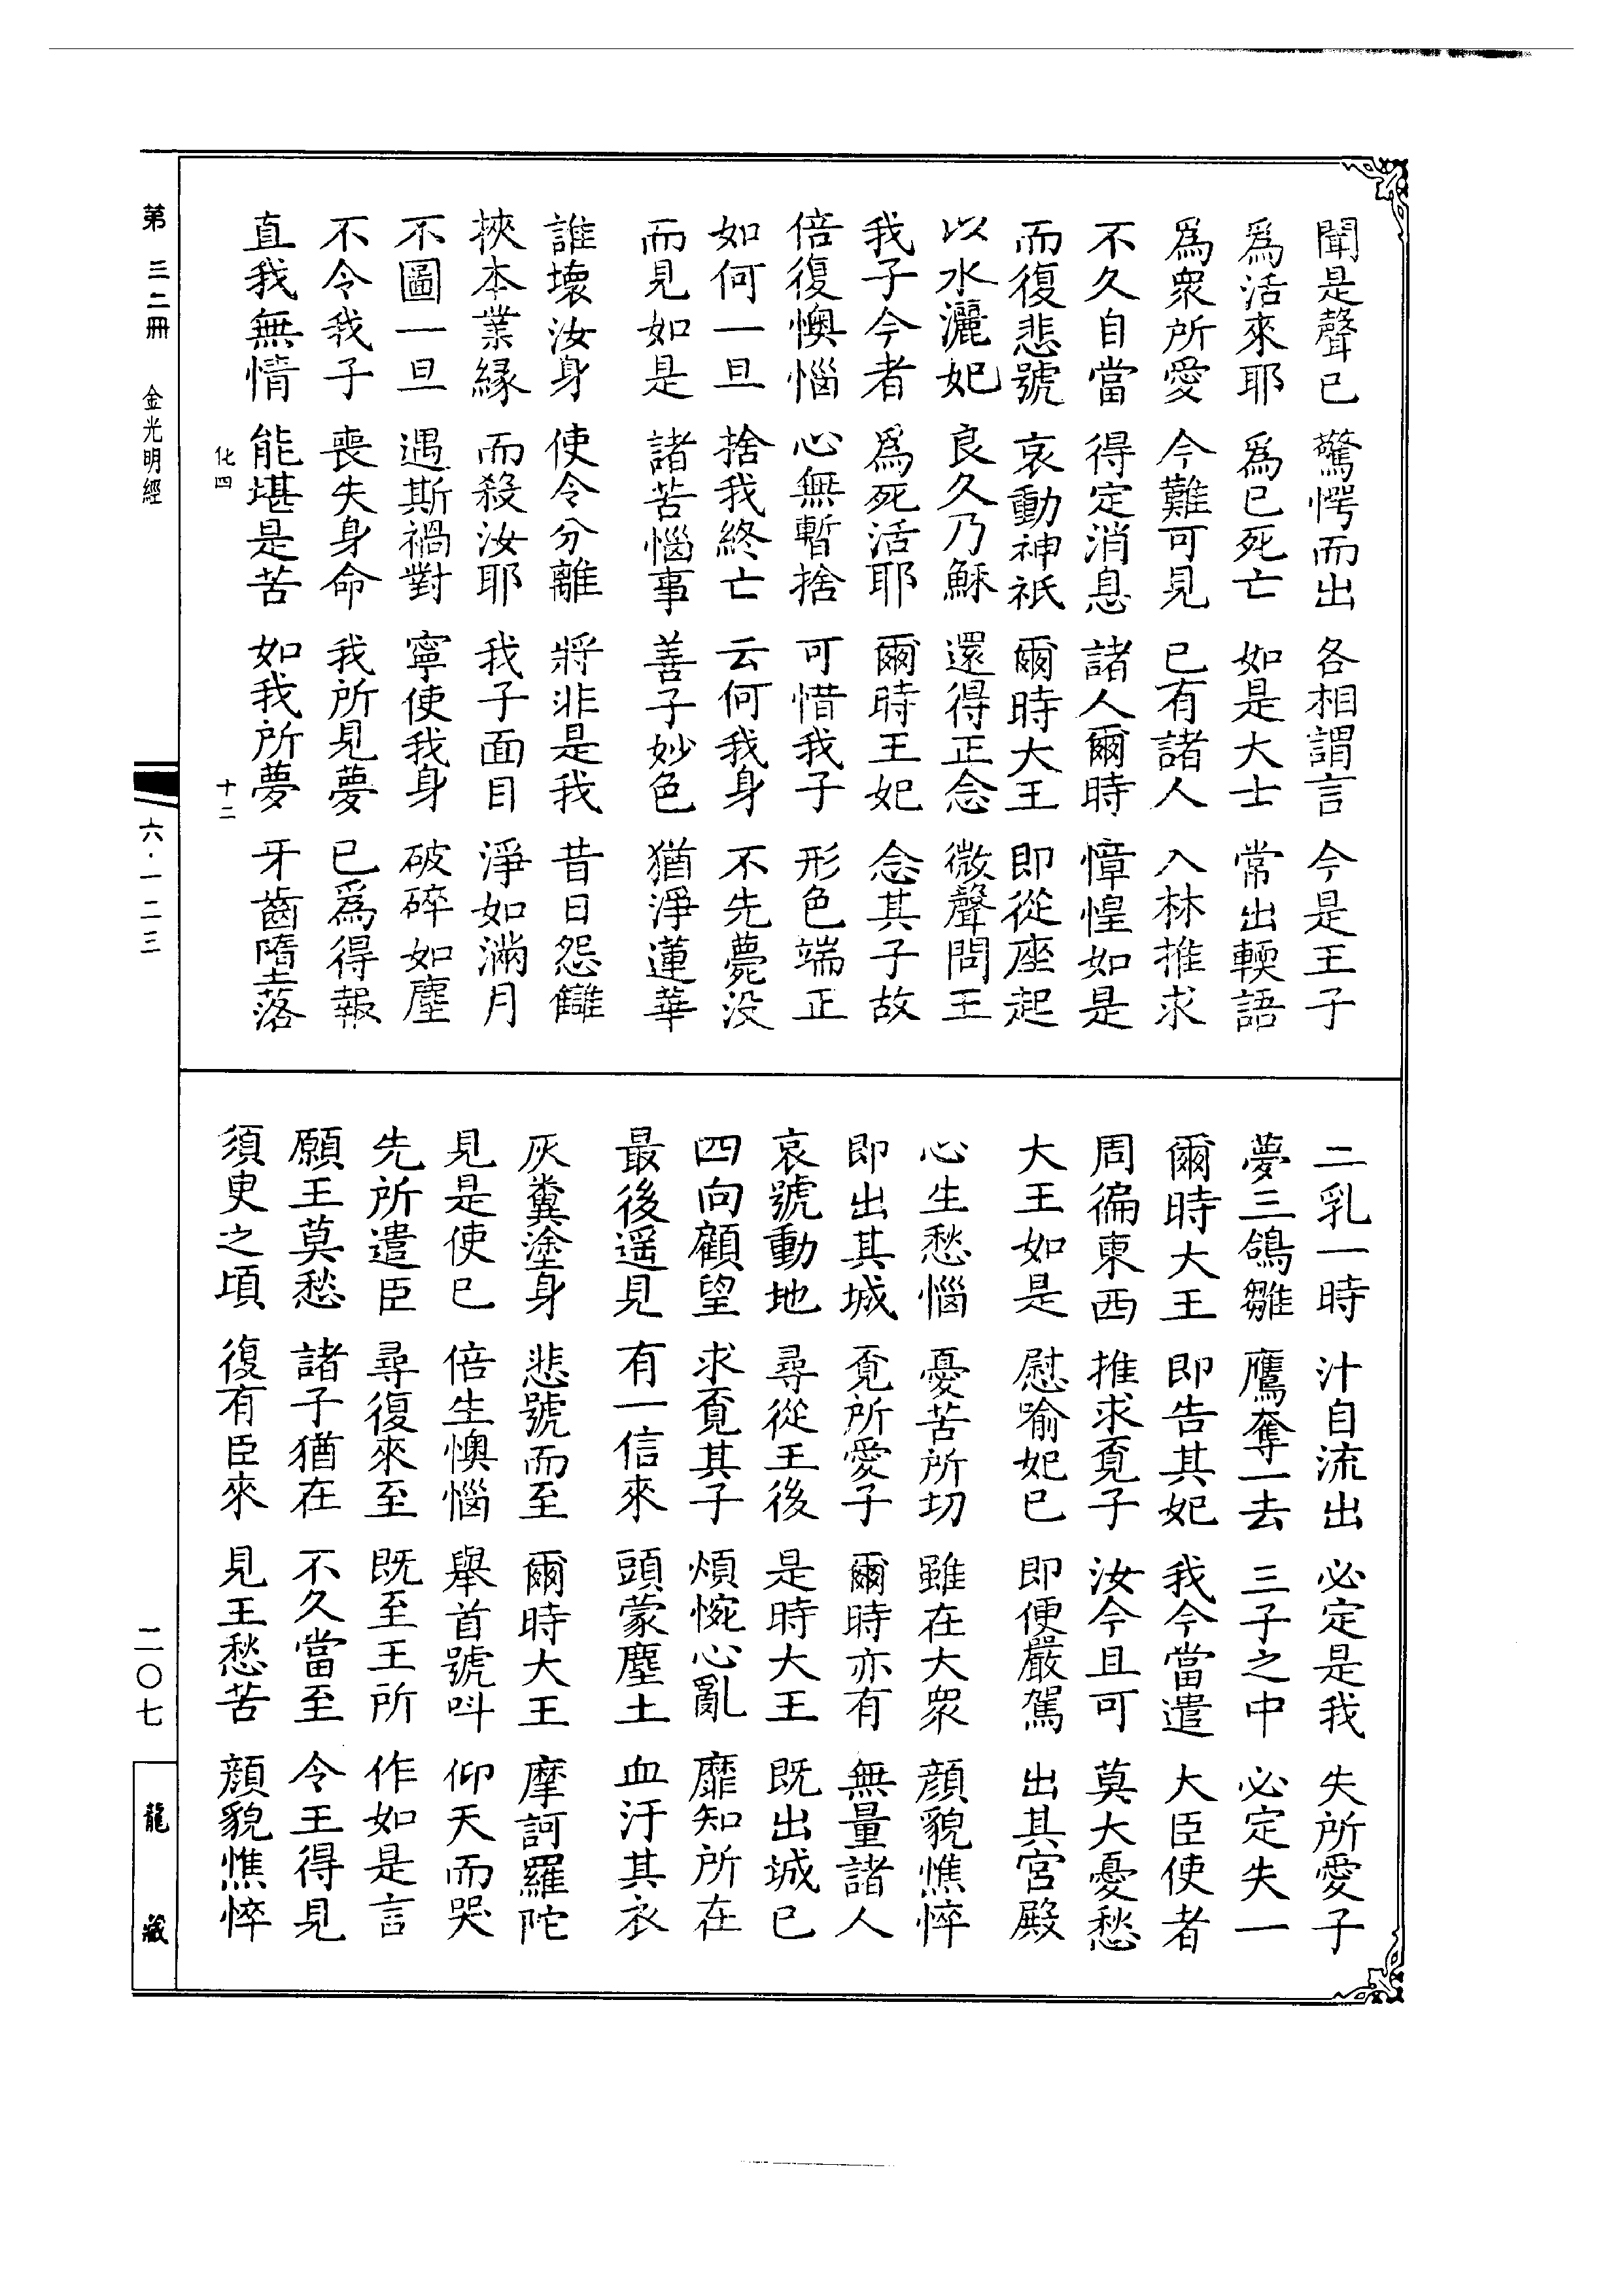 聞是聲已　驚愕而出　各相謂言　今是王子
爲活來耶　爲已死亡　如是大士　常出輭語
爲衆所愛　今難可見　已有諸人　入林推求
不久自當　得定消息　諸人爾時　慞惶如是
而復悲號　哀動神祇　爾時大王　即從座起
以水灑妃　良久乃穌　還得正念　微聲問王
我子今者　爲死活耶　爾時王妃　念其子故
倍復懊惱　心無暫捨　可惜我子　形色端正
如何一旦　捨我終亡　云何我身　不先薨没
而見如是　諸苦惱事　善子妙色　猶淨蓮華
誰壞汝身　使令分離　將非是我　昔日怨讎
挾本業緣　而殺汝耶　我子面目　淨如滿月
不圖一旦　遇斯禍對　寧使我身　破碎如塵
不令我子　喪失身命　我所見夢　已爲得報
直我無情　能堪是苦　如我所夢　牙齒墮落
化四　十二
二乳一時　汁自流出　必定是我　失所愛子
夢三鴿雛　鷹奪一去　三子之中　必定失一
爾時大王　即告其妃　我今當遣　大臣使者
周徧東西　推求覔子　汝今且可　莫大憂愁
大王如是　慰喻妃已　即便嚴駕　出其宮殿
心生愁惱　憂苦所切　雖在大衆　顔貌憔悴
即出其城　覔所愛子　爾時亦有　無量諸人
哀號動地　尋從王後　是時大王　既出城已
四向顧望　求覔其子　煩惋心亂　靡知所在
最後遥見　有一信來　頭蒙塵土　血汙其衣
灰糞塗身　悲號而至　爾時大王　摩訶羅陀
見是使已　倍生懊惱　舉首號呌　仰天而哭
先所遣臣　尋復來至　既至王所　作如是言
願王莫愁　諸子猶在　不久當至　令王得見
須臾之頃　復有臣來　見王愁苦　顔貌憔悴
第三二冊　金光明經　六·一二三　二〇七　龍藏